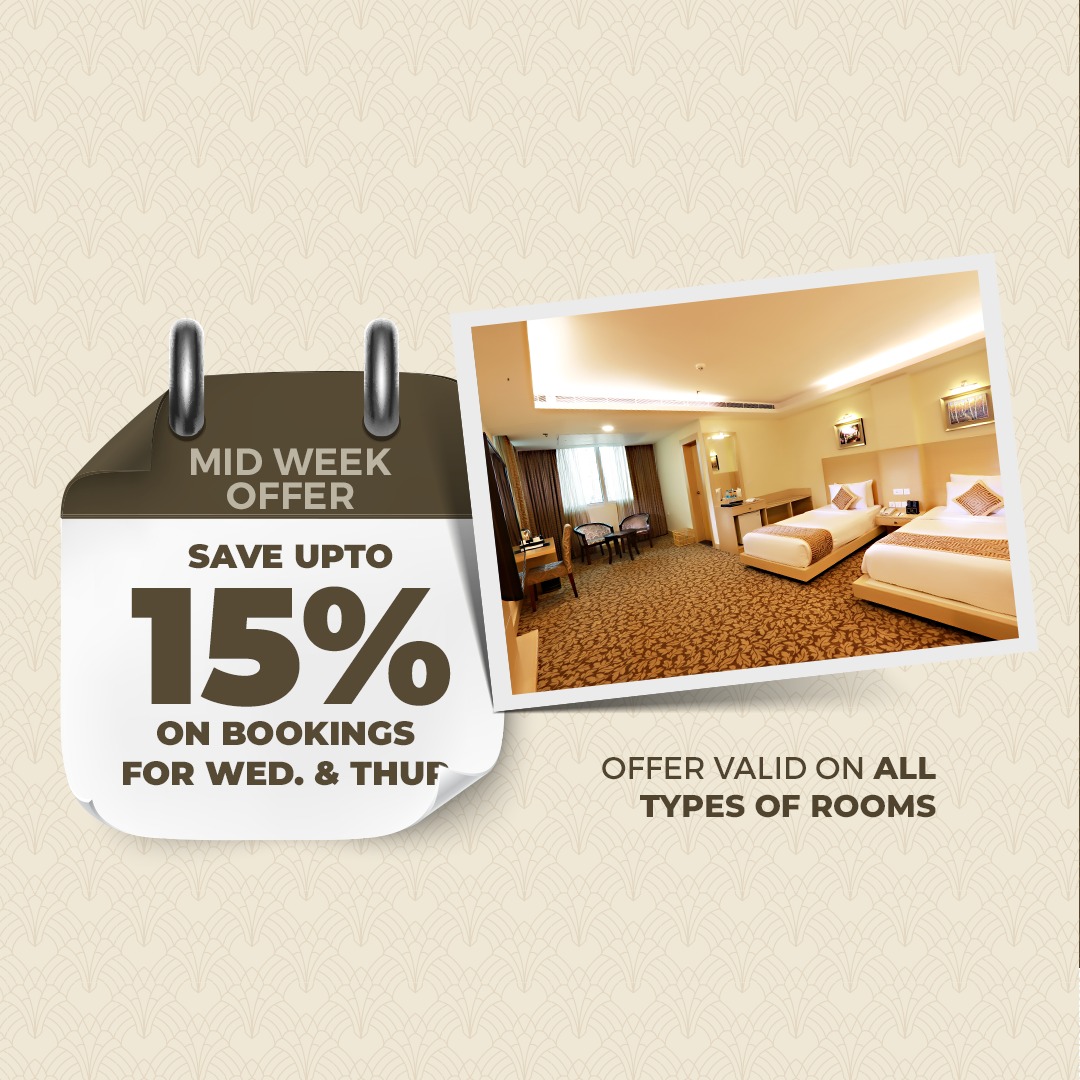 MID WEEK
OFFER
SAVE UPTO
15%
ON BOOKINGS
FOR WED. & THUR
OFFER VALID ON ALL
TYPES OF ROOMS